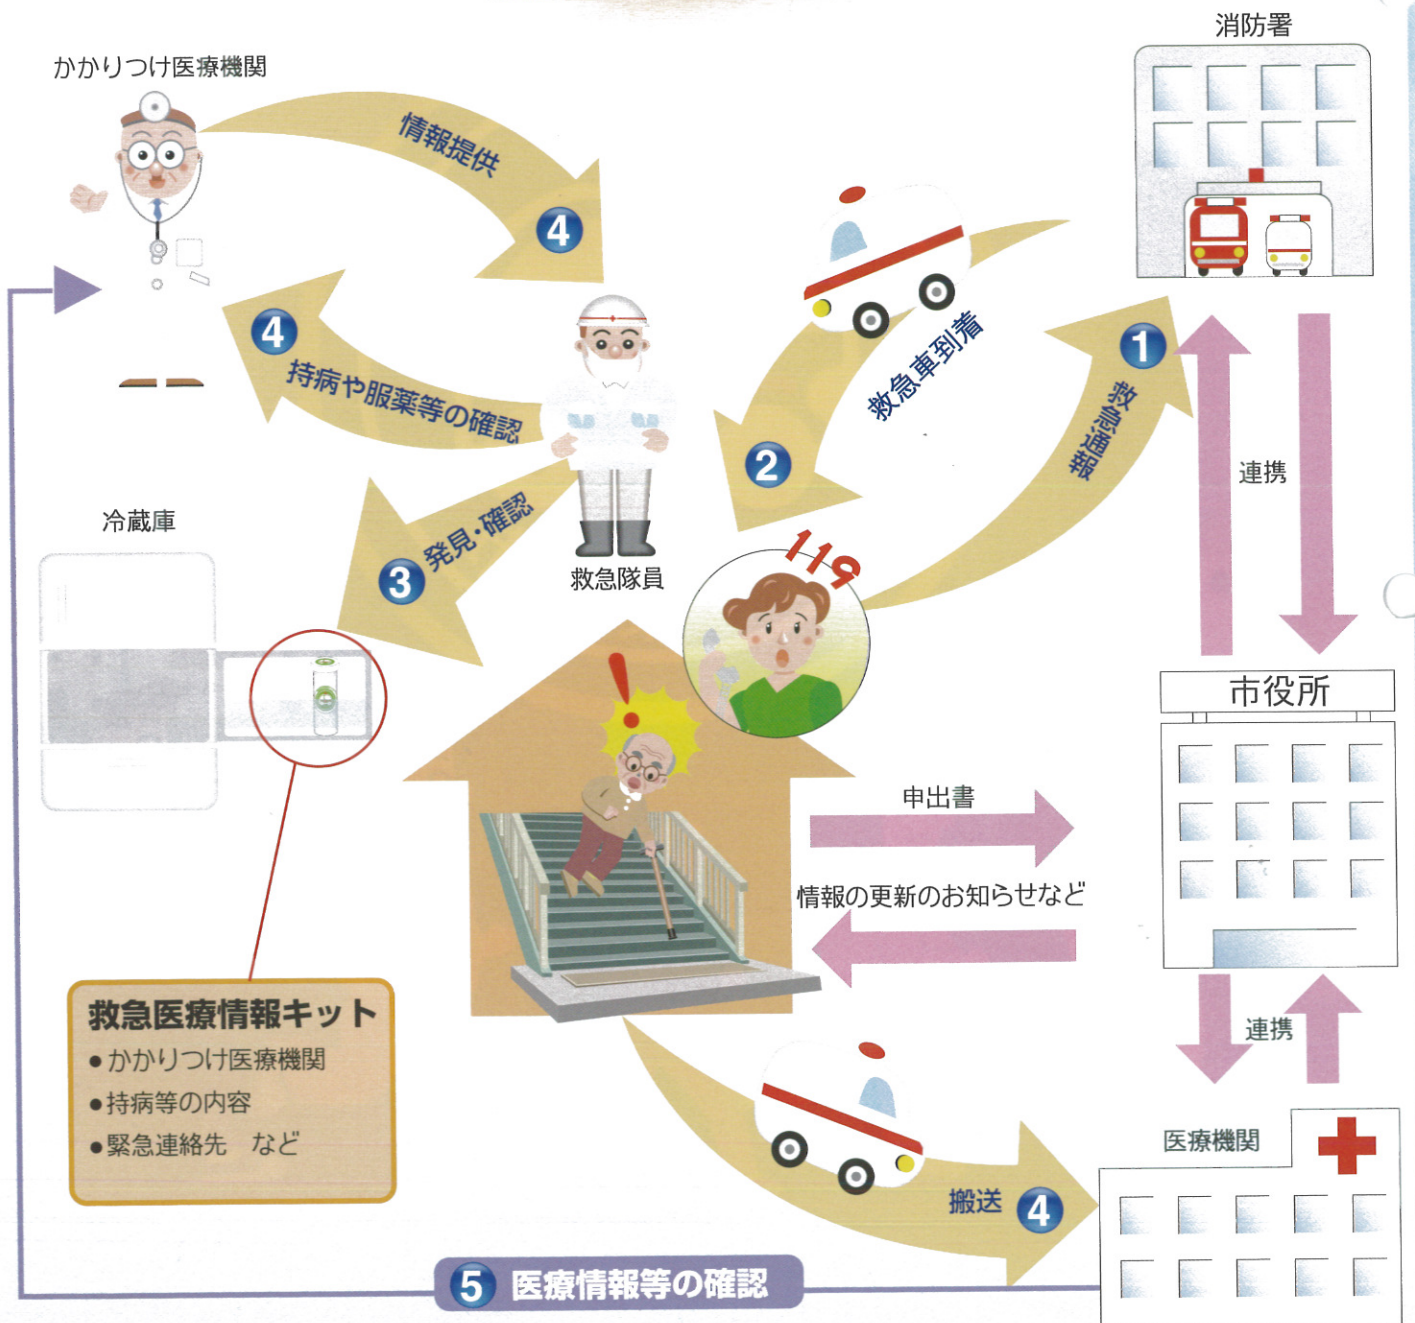 消防署
かかりつけ医療機関
情報提供
4
4
持病や服薬等の確認
救急車到着
2
1
救急通報
連携
冷蔵庫
3
発見・確認
救急隊員
119
!
市役所
申出書
情報の更新のお知らせなど
救急医療情報キット
●かかりつけ医療機関
●持病等の内容
●緊急連絡先　など
連携
医療機関
搬送
4
5 医療情報等の確認